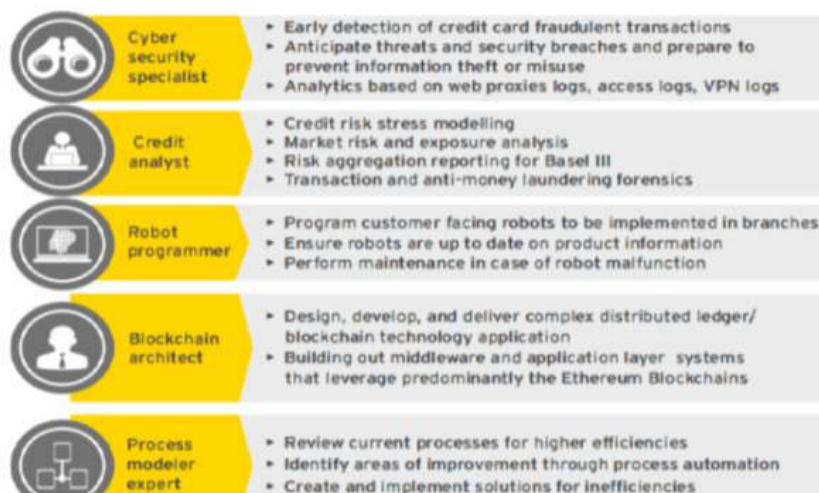 Cyber
security
specialist
► Early detection of credit card fraudulent transactions
► Anticipate threats and security breaches and prepare to
prevent information theft or misuse
► Analytics based on web proxies logs, access logs, VPN logs
Credit
analyst
► Credit risk stress modelling
► Market risk and exposure analysis
► Risk aggregation reporting for Basel III
► Transaction and anti-money laundering forensics
Robot
programmer
► Program customer facing robots to be implemented in branches
► Ensure robots are up to date on product information
► Perform maintenance in case of robot malfunction
Blockchain
architect
► Design, develop, and deliver complex distributed ledger/
blockchain technology application
► Building out middleware and application layer systems
that leverage predominantly the Ethereum Blockchains
Process
modeler
expert
► Review current processes for higher efficiencies
► Identify areas of improvement through process automation
► Create and implement solutions for inefficiencies